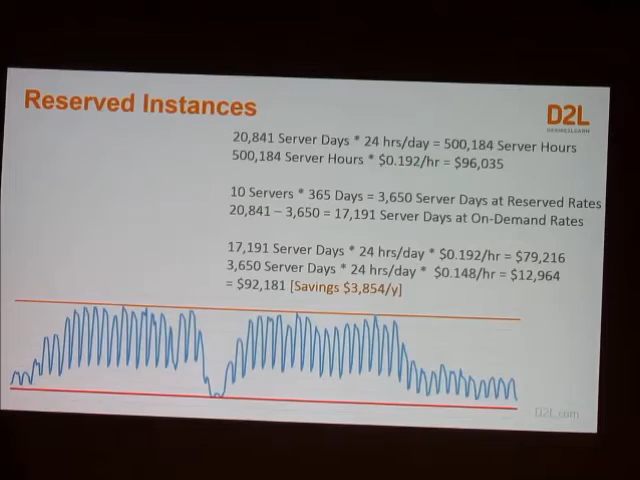 Reserved Instances
D2L
DESIRE2LEARN
20,841 Server Days * 24 hrs/day = 500,184 Server Hours
500,184 Server Hours * $0.192/hr = $96,035
10 Servers * 365 Days = 3,650 Server Days at Reserved Rates
20,841 – 3,650 = 17,191 Server Days at On-Demand Rates
17,191 Server Days * 24 hrs/day * $0.192/hr = $79,216
3,650 Server Days * 24 hrs/day * $0.148/hr = $12,964
= $92,181 [Savings $3,854/y]
D2L.com